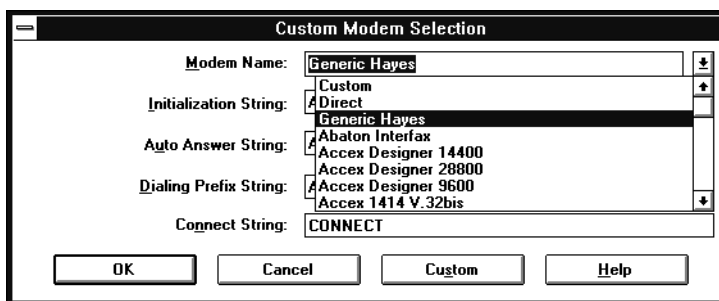 Custom Modem Selection
Modem Name: Generic Hayes
Custom
Initialization String: A Direct
Generic Hayes
Auto Answer String: A Abaton Interfax
Accex Designer 14400
Accex Designer 28800
Dialing Prefix String: A Accex Designer 9600
Accex 1414 V.32bis
Connect String: CONNECT
OK Cancel Custom Help